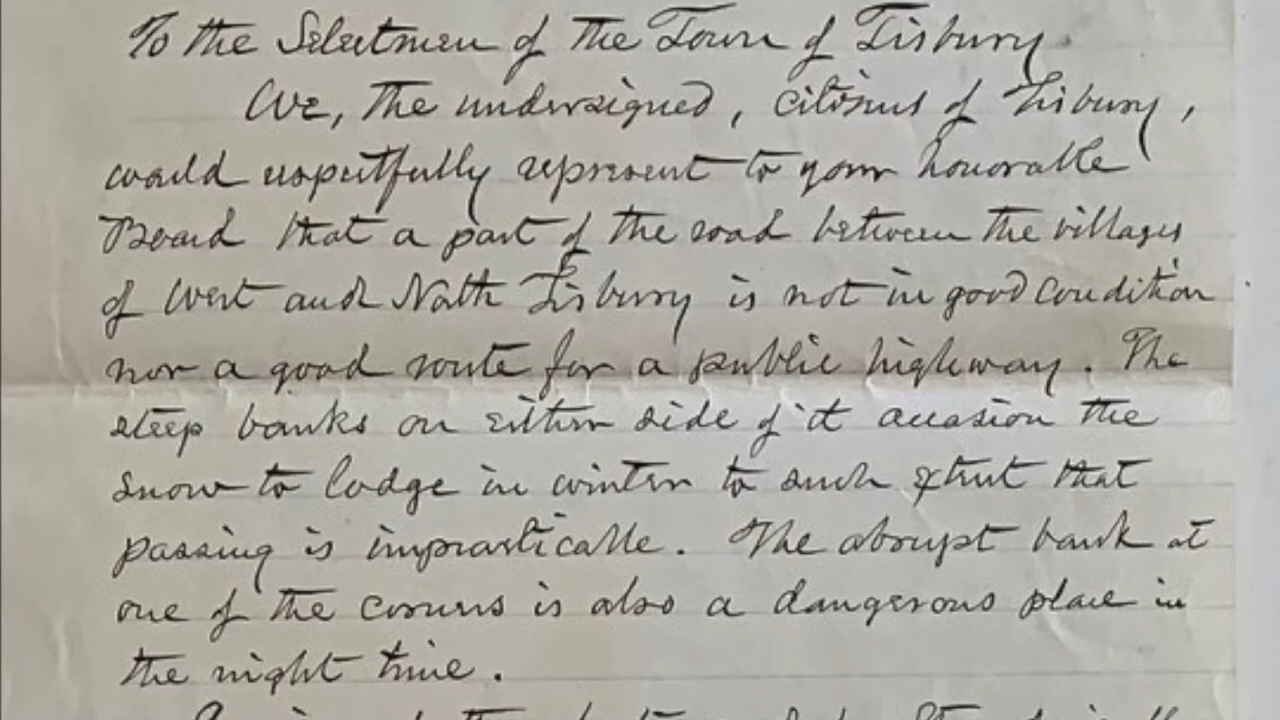 To the Selectmen of the Town of Tisbury
We, the undersigned, citizens of Tisbury,
would respectfully represent to your honorable
Board that a part of the road between the villages
of West and North Tisbury is not in good condition
nor a good route for a public highway. The
steep banks on either side of it occasion the
snow to lodge in winter to such extent that
passing is impracticable. The abrupt bank at
one of the corners is also a dangerous place in
the night time.